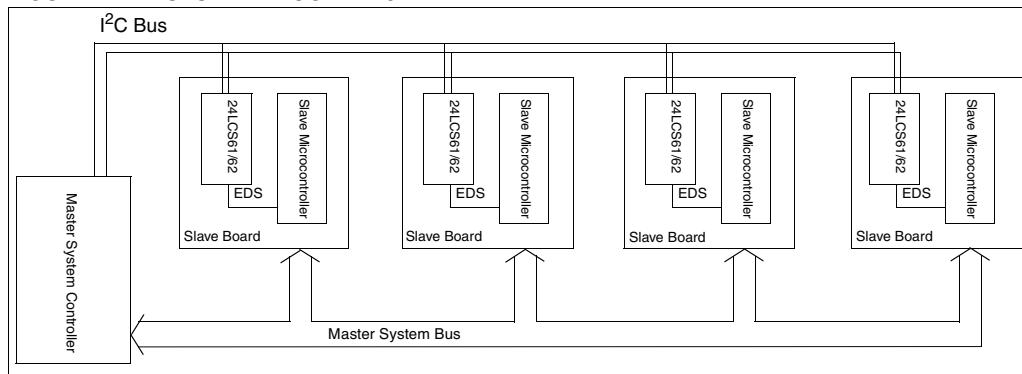 I²C Bus
24LCS61/62
Slave Microcontroller
EDS
Slave Board
24LCS61/62
Slave Microcontroller
EDS
Slave Board
24LCS61/62
Slave Microcontroller
EDS
Slave Board
24LCS61/62
Slave Microcontroller
EDS
Slave Board
Master System Controller
Master System Bus